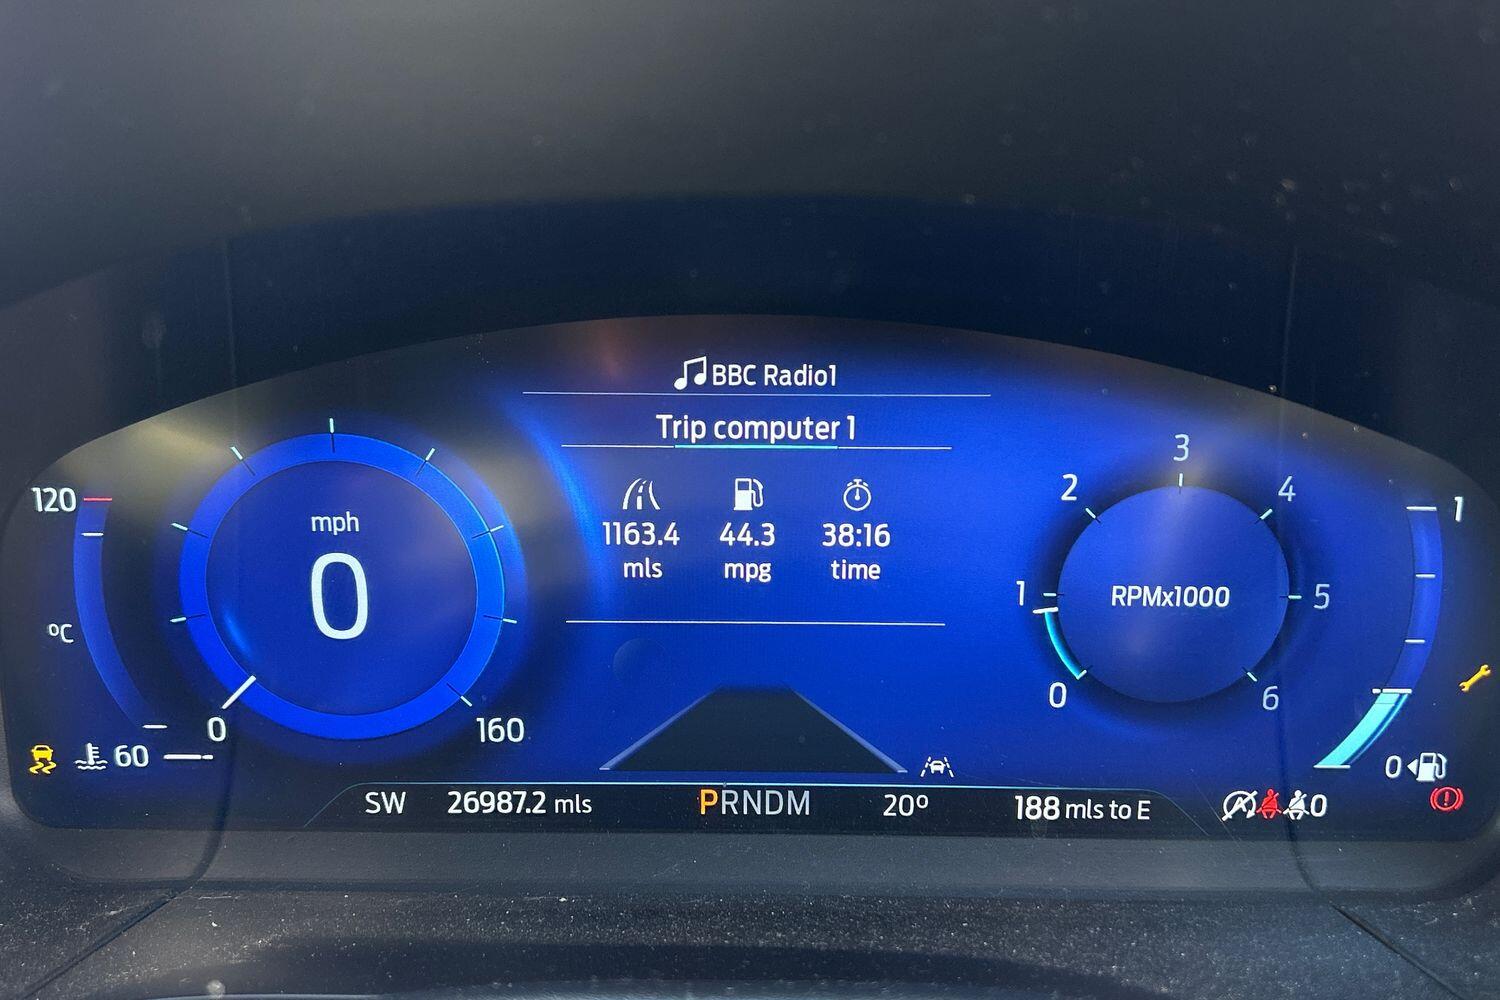 BBC Radio1
Trip computer 1
1163.4 44.3 38:16
mls mpg time
120
ºC
60
mph
0
0
160
RPMx1000
0
1
2
3
4
5
6
1
0
SW 26987.2 mls PRNDM 20º 188 mls to E 0